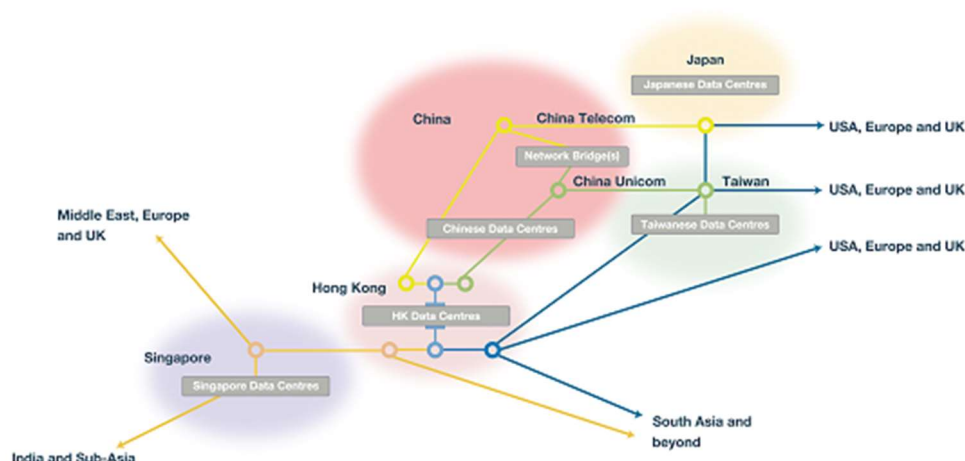 Japan
Japanese Data Centres
China
China Telecom
USA, Europe and UK
Network Bridge(s)
China Unicom
Taiwan
USA, Europe and UK
Middle East, Europe
and UK
Chinese Data Centres
Taiwanese Data Centres
USA, Europe and UK
Hong Kong
HK Data Centres
Singapore
Singapore Data Centres
South Asia and
beyond
India and Sub-Asia